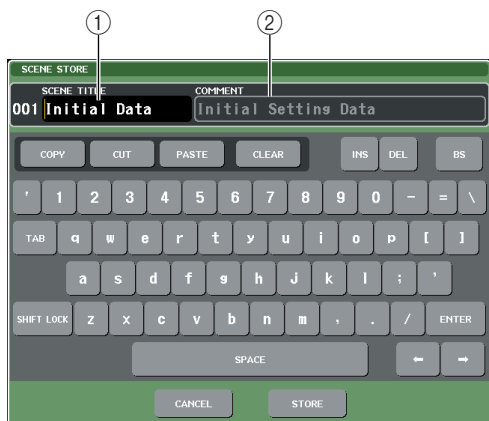 ① ②
SCENE STORE
SCENE TITLE COMMENT
001 Initial Data Initial Setting Data
COPY CUT PASTE CLEAR INS DEL BS
' 1 2 3 4 5 6 7 8 9 0 - = \
TAB q w e r t y u i o p [ ]
a s d f g h j k l ; '
SHIFT LOCK z x c v b n m , . / ENTER
SPACE ← →
CANCEL STORE